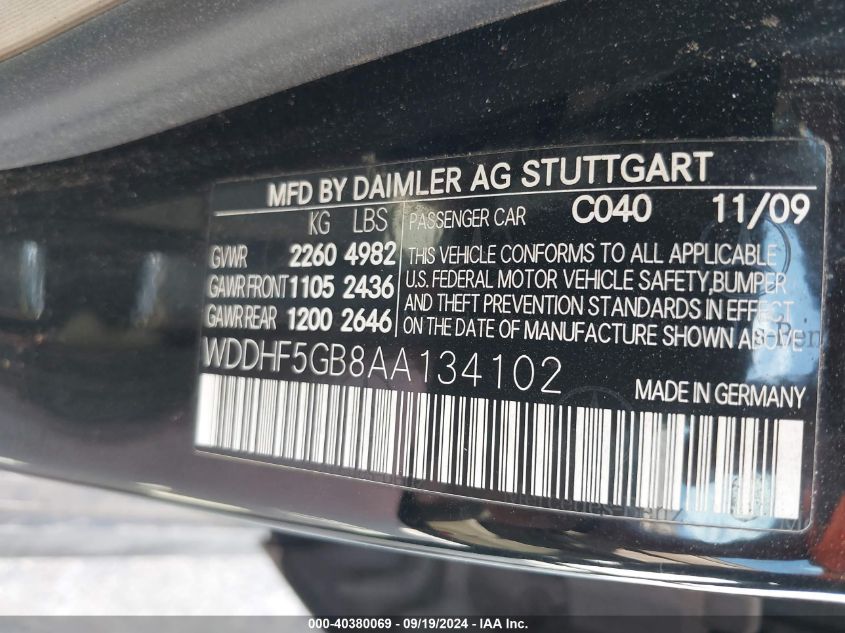 MFD BY DAIMLER AG STUTTGART
KG LBS PASSENGER CAR C040 11/09
GVWR 2260 4982 THIS VEHICLE CONFORMS TO ALL APPLICABLE
GAWR FRONT 1105 2436 U.S. FEDERAL MOTOR VEHICLE SAFETY, BUMPER
AND THEFT PREVENTION STANDARDS IN EFFECT
GAWR REAR 1200 2646 ON THE DATE OF MANUFACTURE SHOWN ABOVE
WDDHF5GB8AA134102
MADE IN GERMANY
000-40380069 - 09/19/2024 - IAA Inc.